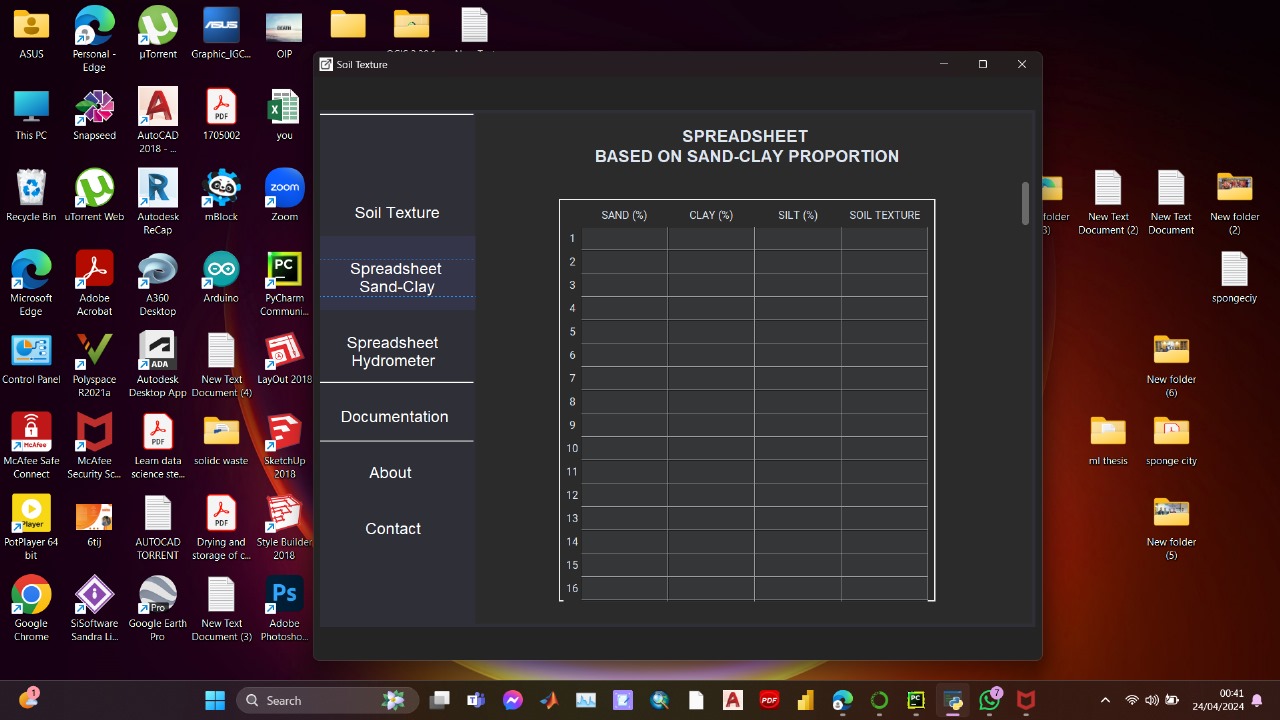 ASUS
Personal -
Edge
µTorrent
Graphic_IGC...
OIP
Soil Texture
This PC
Snapseed
AutoCAD
2018 - ...
1705002
you
Recycle Bin
uTorrent Web
Autodesk
ReCap
mBlock
Zoom
Microsoft
Edge
Adobe
Acrobat
A360
Desktop
Arduino
PyCharm
Communi...
Control Panel
Polyspace
R2021a
Autodesk
Desktop App
New Text
Document (4)
LayOut 2018
McAfee Safe
Connect
McAfee
Security Sc...
Learn data
science ste...
solidc waste
SketchUp
2018
PotPlayer 64
bit
6tij
AUTOCAD
TORRENT
Drying and
storage of c...
Style Builder
2018
Google
Chrome
SiSoftware
Sandra Li...
Google Earth
Pro
New Text
Document (3)
Adobe
Photosho...
Soil Texture
Spreadsheet
Sand-Clay
Spreadsheet
Hydrometer
Documentation
About
Contact
SPREADSHEET
BASED ON SAND-CLAY PROPORTION
SAND (%) CLAY (%) SILT (%) SOIL TEXTURE
1
2
3
4
5
6
7
8
9
10
11
12
13
14
15
16
folder
New Text
Document (2)
New Text
Document
New folder
(2)
spongeciy
New folder
(6)
ml thesis
sponge city
New folder
(5)
Search
00:41
24/04/2024